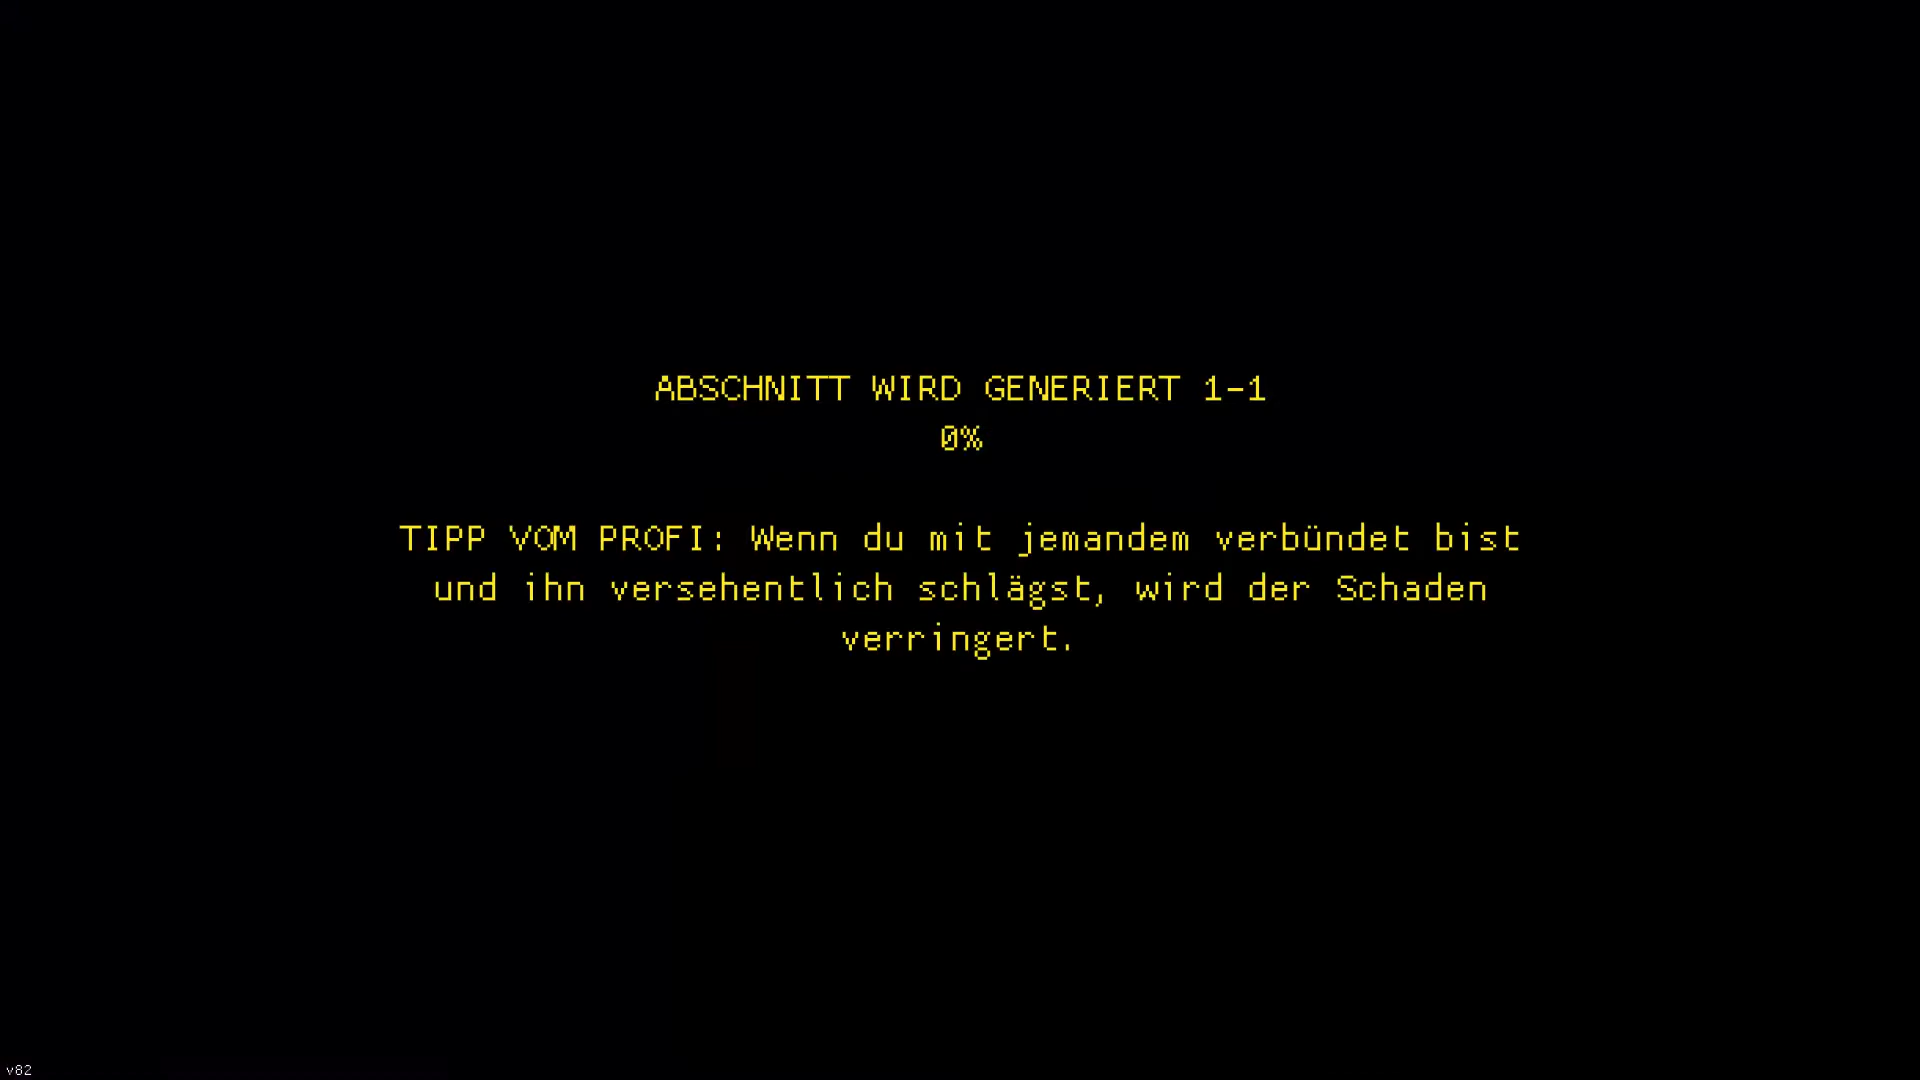 ABSCHNITT WIRD GENERIERT 1-1
0%
TIPP VOM PROFI: Wenn du mit jemandem verbündet bist
und ihn versehentlich schlägst, wird der Schaden
verringert.
v82